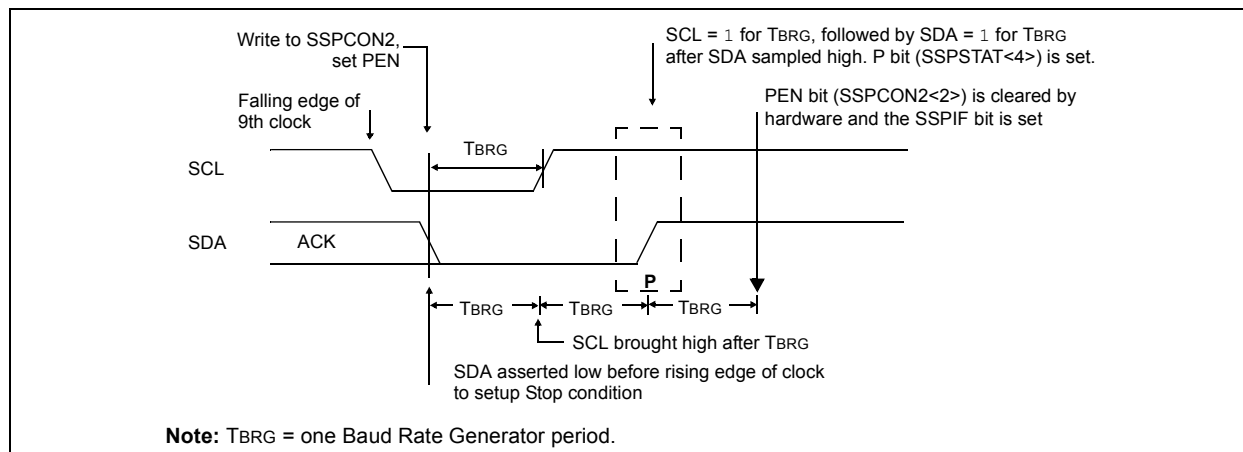 Write to SSPCON2,
set PEN
SCL = 1 for TBRG, followed by SDA = 1 for TBRG
after SDA sampled high. P bit (SSPSTAT<4>) is set.
PEN bit (SSPCON2<2>) is cleared by
hardware and the SSPIF bit is set
Falling edge of
9th clock
TBRG
SCL
SDA
ACK
P
TBRG
TBRG
TBRG
SCL brought high after TBRG
SDA asserted low before rising edge of clock
to setup Stop condition
Note: TBRG = one Baud Rate Generator period.